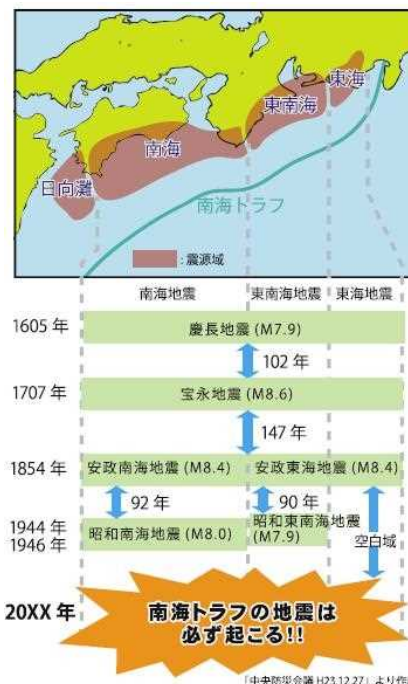 東海
東南海
南海
日向灘
南海トラフ
:震源域
南海地震
東南海地震
東海地震
1605 年
慶長地震 (M7.9)
102 年
1707 年
宝永地震 (M8.6)
147 年
1854 年
安政南海地震 (M8.4)
安政東海地震 (M8.4)
92 年
90 年
1944 年
1946 年
昭和南海地震 (M8.0)
昭和東南海地震
(M7.9)
空白域
20XX 年
南海トラフの地震は
必ず起こる!!
「中央防災会議 H23.12.27」より作